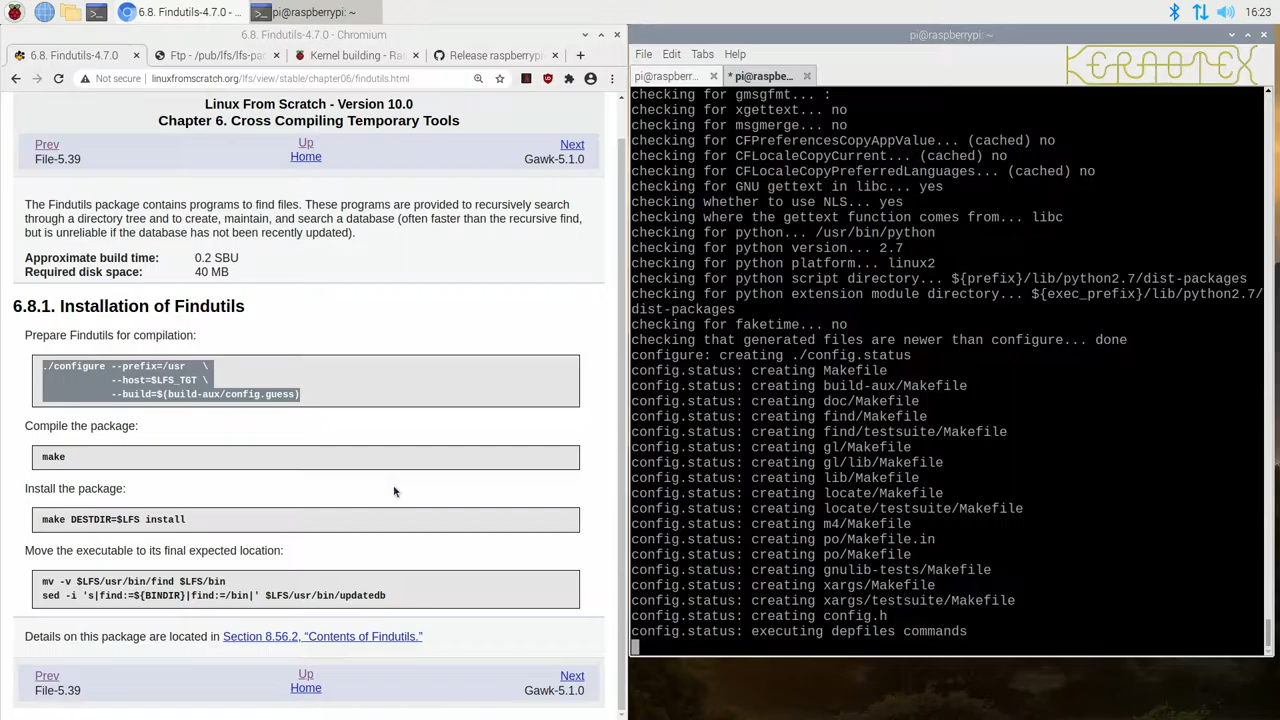 6.8. Findutils-4.7.0 - ...
pi@raspberrypi: ~
16:23
6.8. Findutils-4.7.0 - Chromium
pi@raspberrypi: ~
6.8. Findutils-4.7.0
Ftp - /pub/lfs/lfs-pac
Kernel building - Ras
Release raspberrypi
Not secure | linuxfromscratch.org/lfs/view/stable/chapter06/findutils.html
File Edit Tabs Help
pi@raspberr...
* pi@raspbe...
KERAOTEX
Linux From Scratch - Version 10.0
Chapter 6. Cross Compiling Temporary Tools
Prev Up Next
File-5.39 Home Gawk-5.1.0
The Findutils package contains programs to find files. These programs are provided to recursively search
through a directory tree and to create, maintain, and search a database (often faster than the recursive find,
but is unreliable if the database has not been recently updated).
Approximate build time: 0.2 SBU
Required disk space: 40 MB
6.8.1. Installation of Findutils
Prepare Findutils for compilation:
./configure --prefix=/usr \
--host=$LFS_TGT \
--build=$(build-aux/config.guess)
Compile the package:
make
Install the package:
make DESTDIR=$LFS install
Move the executable to its final expected location:
mv -v $LFS/usr/bin/find $LFS/bin
sed -i 's|find:=${BINDIR}|find:=/bin|' $LFS/usr/bin/updatedb
Details on this package are located in Section 8.56.2, “Contents of Findutils.”
Prev Up Next
File-5.39 Home Gawk-5.1.0
checking for gmsgfmt... :
checking for xgettext... no
checking for msgmerge... no
checking for CFPreferencesCopyAppValue... (cached) no
checking for CFLocaleCopyCurrent... (cached) no
checking for CFLocaleCopyPreferredLanguages... (cached) no
checking for GNU gettext in libc... yes
checking whether to use NLS... yes
checking where the gettext function comes from... libc
checking for python... /usr/bin/python
checking for python version... 2.7
checking for python platform... linux2
checking for python script directory... ${prefix}/lib/python2.7/dist-packages
checking for python extension module directory... ${exec_prefix}/lib/python2.7/
dist-packages
checking for faketime... no
checking that generated files are newer than configure... done
configure: creating ./config.status
config.status: creating Makefile
config.status: creating build-aux/Makefile
config.status: creating doc/Makefile
config.status: creating find/Makefile
config.status: creating find/testsuite/Makefile
config.status: creating gl/Makefile
config.status: creating gl/lib/Makefile
config.status: creating lib/Makefile
config.status: creating locate/Makefile
config.status: creating locate/testsuite/Makefile
config.status: creating m4/Makefile
config.status: creating po/Makefile.in
config.status: creating po/Makefile
config.status: creating gnulib-tests/Makefile
config.status: creating xargs/Makefile
config.status: creating xargs/testsuite/Makefile
config.status: creating config.h
config.status: executing depfiles commands